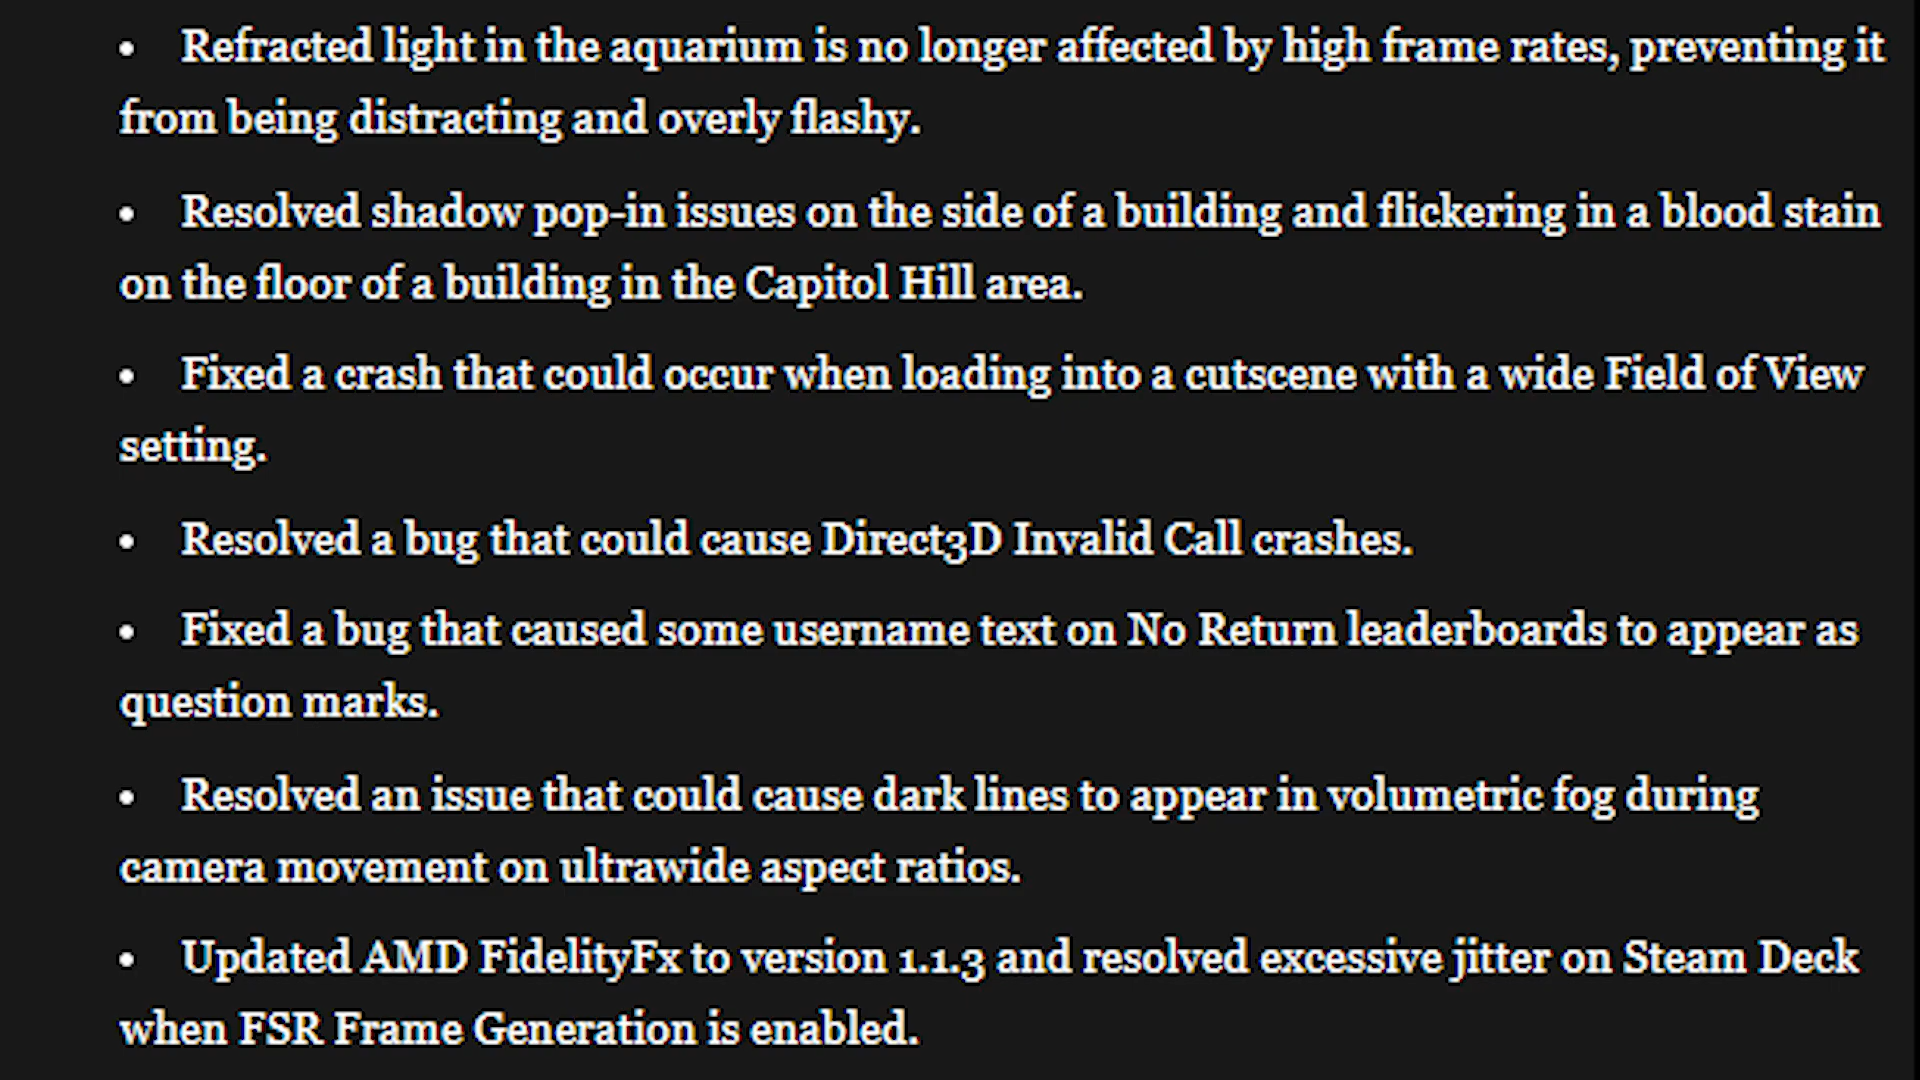 • Refracted light in the aquarium is no longer affected by high frame rates, preventing it
from being distracting and overly flashy.
• Resolved shadow pop-in issues on the side of a building and flickering in a blood stain
on the floor of a building in the Capitol Hill area.
• Fixed a crash that could occur when loading into a cutscene with a wide Field of View
setting.
• Resolved a bug that could cause Direct3D Invalid Call crashes.
• Fixed a bug that caused some username text on No Return leaderboards to appear as
question marks.
• Resolved an issue that could cause dark lines to appear in volumetric fog during
camera movement on ultrawide aspect ratios.
• Updated AMD FidelityFx to version 1.1.3 and resolved excessive jitter on Steam Deck
when FSR Frame Generation is enabled.